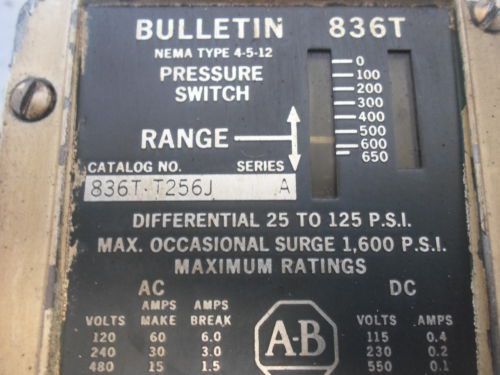 BULLETIN 836T
NEMA TYPE 4-5-12
PRESSURE
SWITCH
0
100
200
300
400
500
600
650
RANGE
CATALOG NO. SERIES
836T-T256J A
DIFFERENTIAL 25 TO 125 P.S.I.
MAX. OCCASIONAL SURGE 1,600 P.S.I.
MAXIMUM RATINGS
AC
VOLTS AMPS MAKE AMPS BREAK
120 60 6.0
240 30 3.0
480 15 1.5
A-B
DC
VOLTS AMPS
115 0.4
230 0.2
550 0.1